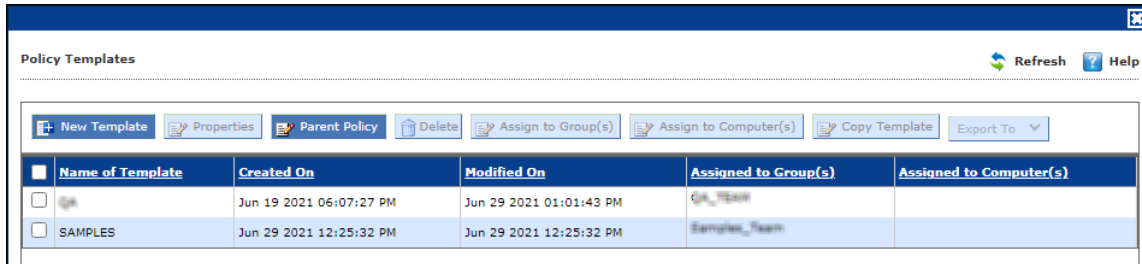 Policy Templates Refresh Help
New Template Properties Parent Policy Delete Assign to Group(s) Assign to Computer(s) Copy Template Export To
Name of Template Created On Modified On Assigned to Group(s) Assigned to Computer(s)
Jun 19 2021 06:07:27 PM Jun 29 2021 01:01:43 PM
SAMPLES Jun 29 2021 12:25:32 PM Jun 29 2021 12:25:32 PM